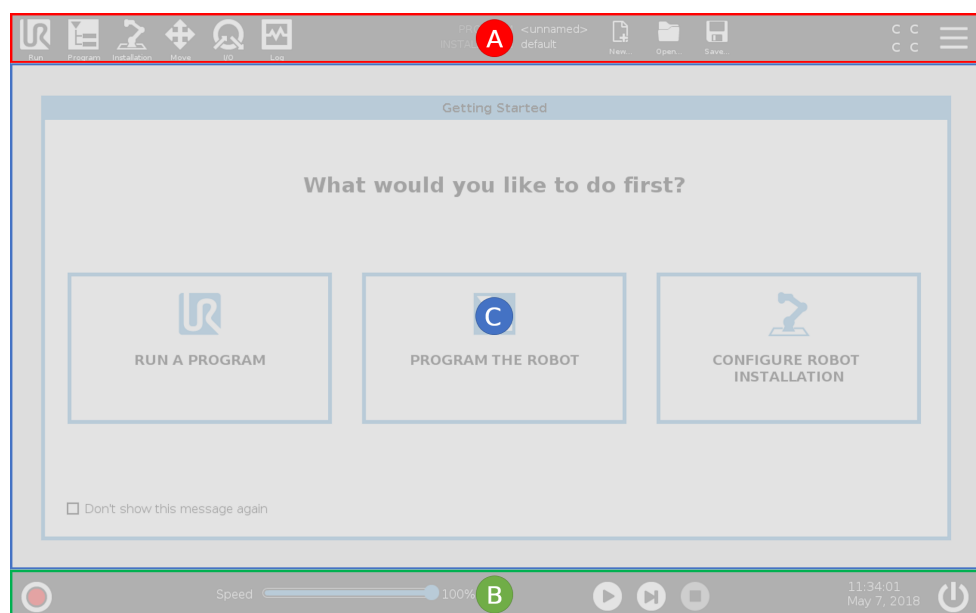 <unnamed>
default
Run
Program
Installation
Move
I/O
Log
New...
Open...
Save...
C C
C C
A
Getting Started
What would you like to do first?
C
RUN A PROGRAM
PROGRAM THE ROBOT
CONFIGURE ROBOT
INSTALLATION
Don't show this message again
Speed
100%
B
11:34:01
May 7, 2018